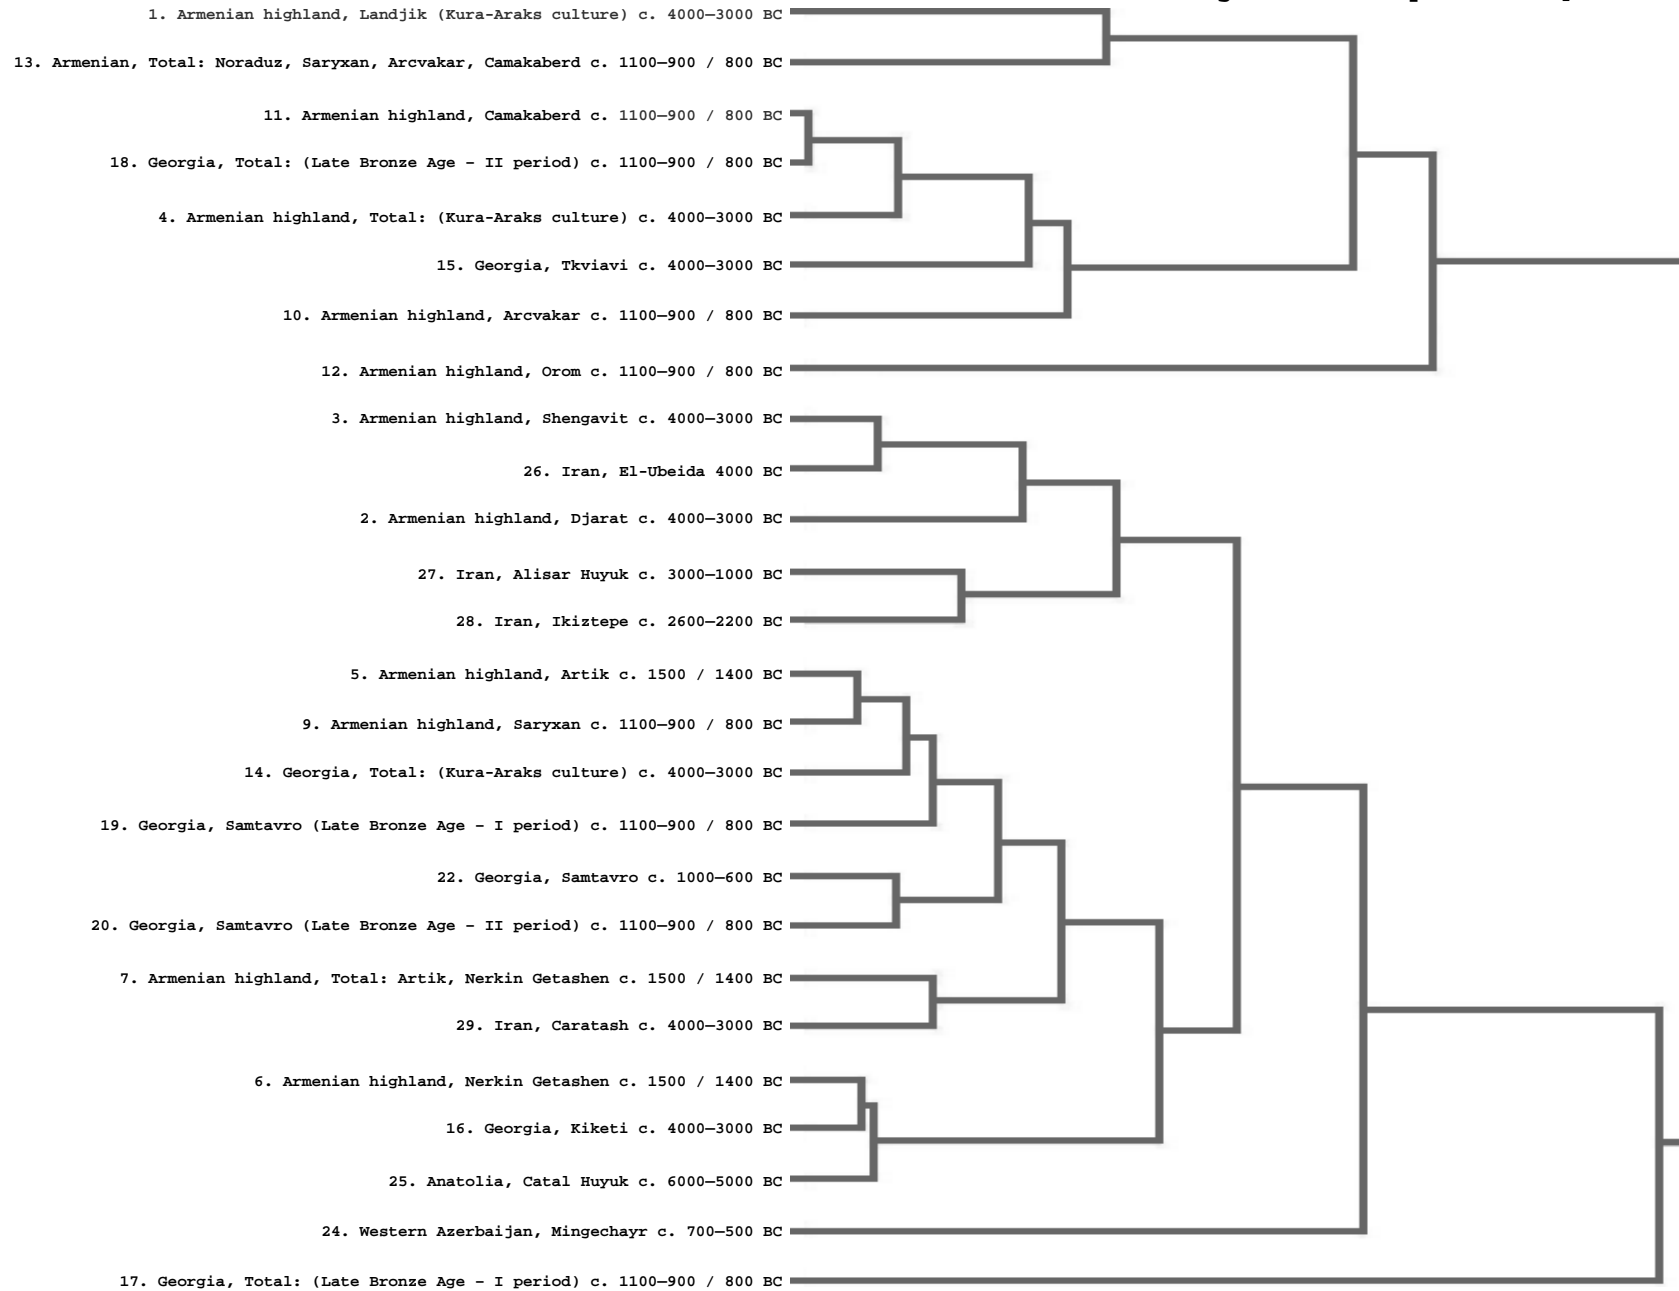 1. Armenian highland, Landjik (Kura-Araks culture) c. 4000–3000 BC
13. Armenian, Total: Noraduz, Saryxan, Arcvakar, Camakaberd c. 1100–900 / 800 BC
11. Armenian highland, Camakaberd c. 1100–900 / 800 BC
18. Georgia, Total: (Late Bronze Age - II period) c. 1100–900 / 800 BC
4. Armenian highland, Total: (Kura-Araks culture) c. 4000–3000 BC
15. Georgia, Tkviavi c. 4000–3000 BC
10. Armenian highland, Arcvakar c. 1100–900 / 800 BC
12. Armenian highland, Orom c. 1100–900 / 800 BC
3. Armenian highland, Shengavit c. 4000–3000 BC
26. Iran, El-Ubeida 4000 BC
2. Armenian highland, Djarat c. 4000–3000 BC
27. Iran, Alisar Huyuk c. 3000–1000 BC
28. Iran, Ikiztepe c. 2600–2200 BC
5. Armenian highland, Artik c. 1500 / 1400 BC
9. Armenian highland, Saryxan c. 1100–900 / 800 BC
14. Georgia, Total: (Kura-Araks culture) c. 4000–3000 BC
19. Georgia, Samtavro (Late Bronze Age - I period) c. 1100–900 / 800 BC
22. Georgia, Samtavro c. 1000–600 BC
20. Georgia, Samtavro (Late Bronze Age - II period) c. 1100–900 / 800 BC
7. Armenian highland, Total: Artik, Nerkin Getashen c. 1500 / 1400 BC
29. Iran, Caratash c. 4000–3000 BC
6. Armenian highland, Nerkin Getashen c. 1500 / 1400 BC
16. Georgia, Kiketi c. 4000–3000 BC
25. Anatolia, Catal Huyuk c. 6000–5000 BC
24. Western Azerbaijan, Mingechayr c. 700–500 BC
17. Georgia, Total: (Late Bronze Age - I period) c. 1100–900 / 800 BC